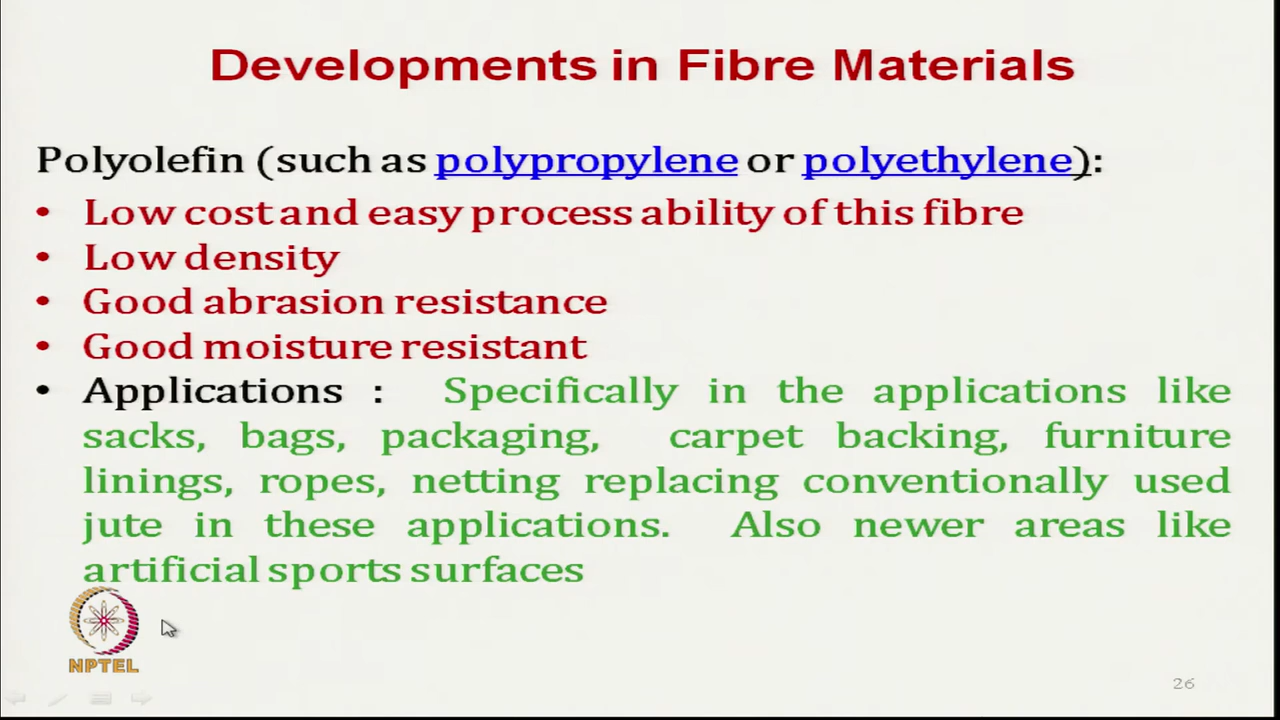 Developments in Fibre Materials
Polyolefin (such as polypropylene or polyethylene):
• Low cost and easy process ability of this fibre
• Low density
• Good abrasion resistance
• Good moisture resistant
• Applications : Specifically in the applications like
sacks, bags, packaging, carpet backing, furniture
linings, ropes, netting replacing conventionally used
jute in these applications. Also newer areas like
artificial sports surfaces
NPTEL
26